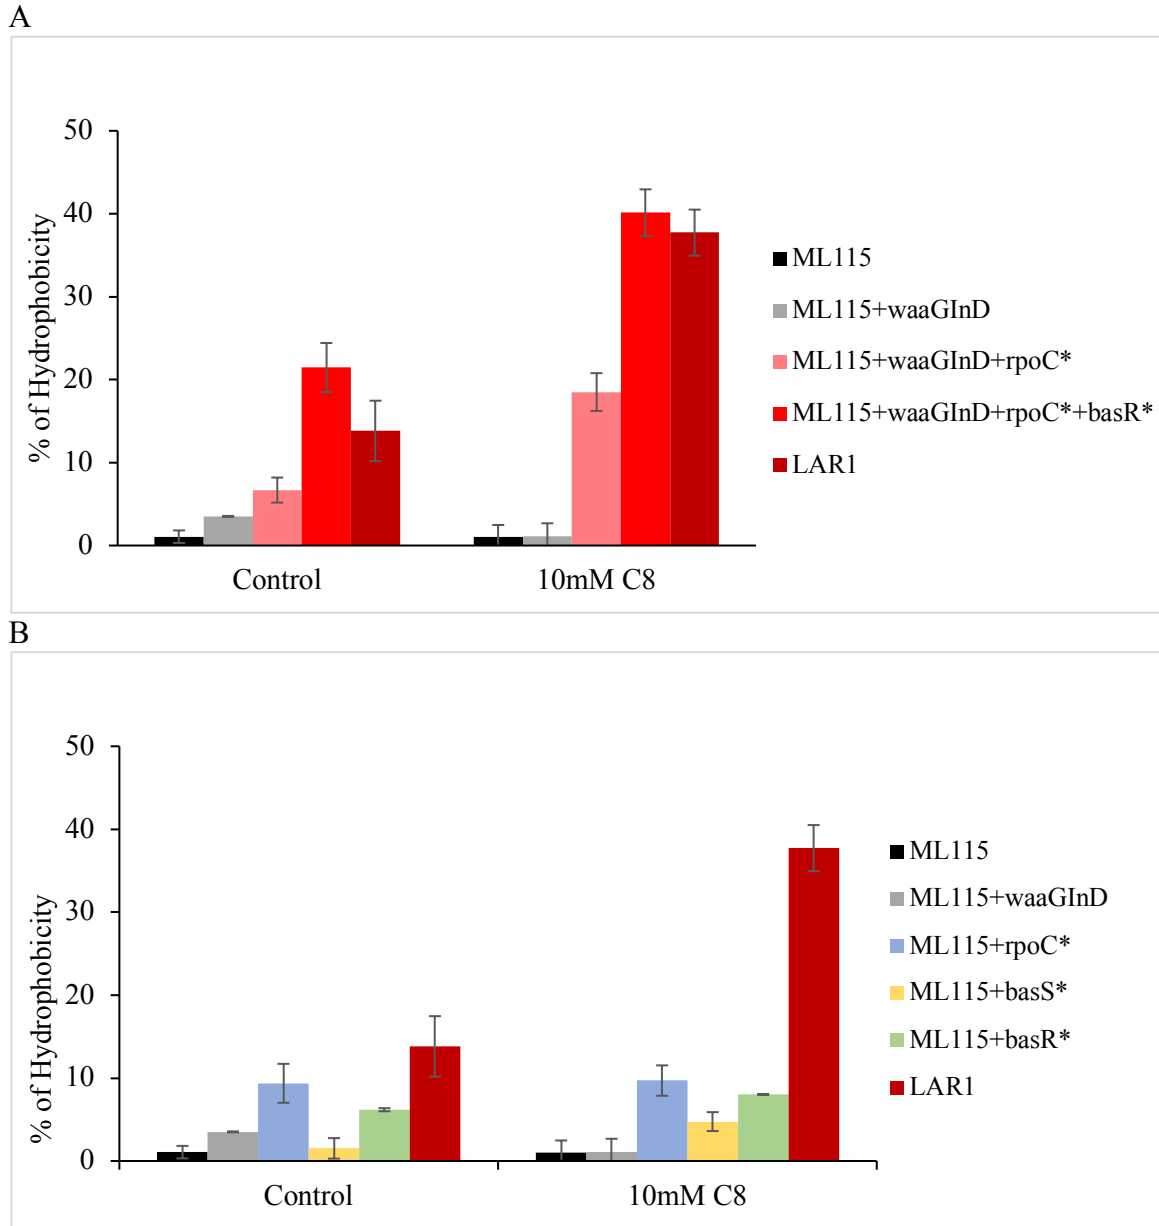 A
% of Hydrophobicity
50
40
30
20
10
0
Control
10mM C8
ML115
ML115+waaGInD
ML115+waaGInD+rpoC*
ML115+waaGInD+rpoC*+basR*
LAR1
B
% of Hydrophobicity
50
40
30
20
10
0
Control
10mM C8
ML115
ML115+waaGInD
ML115+rpoC*
ML115+basS*
ML115+basR*
LAR1